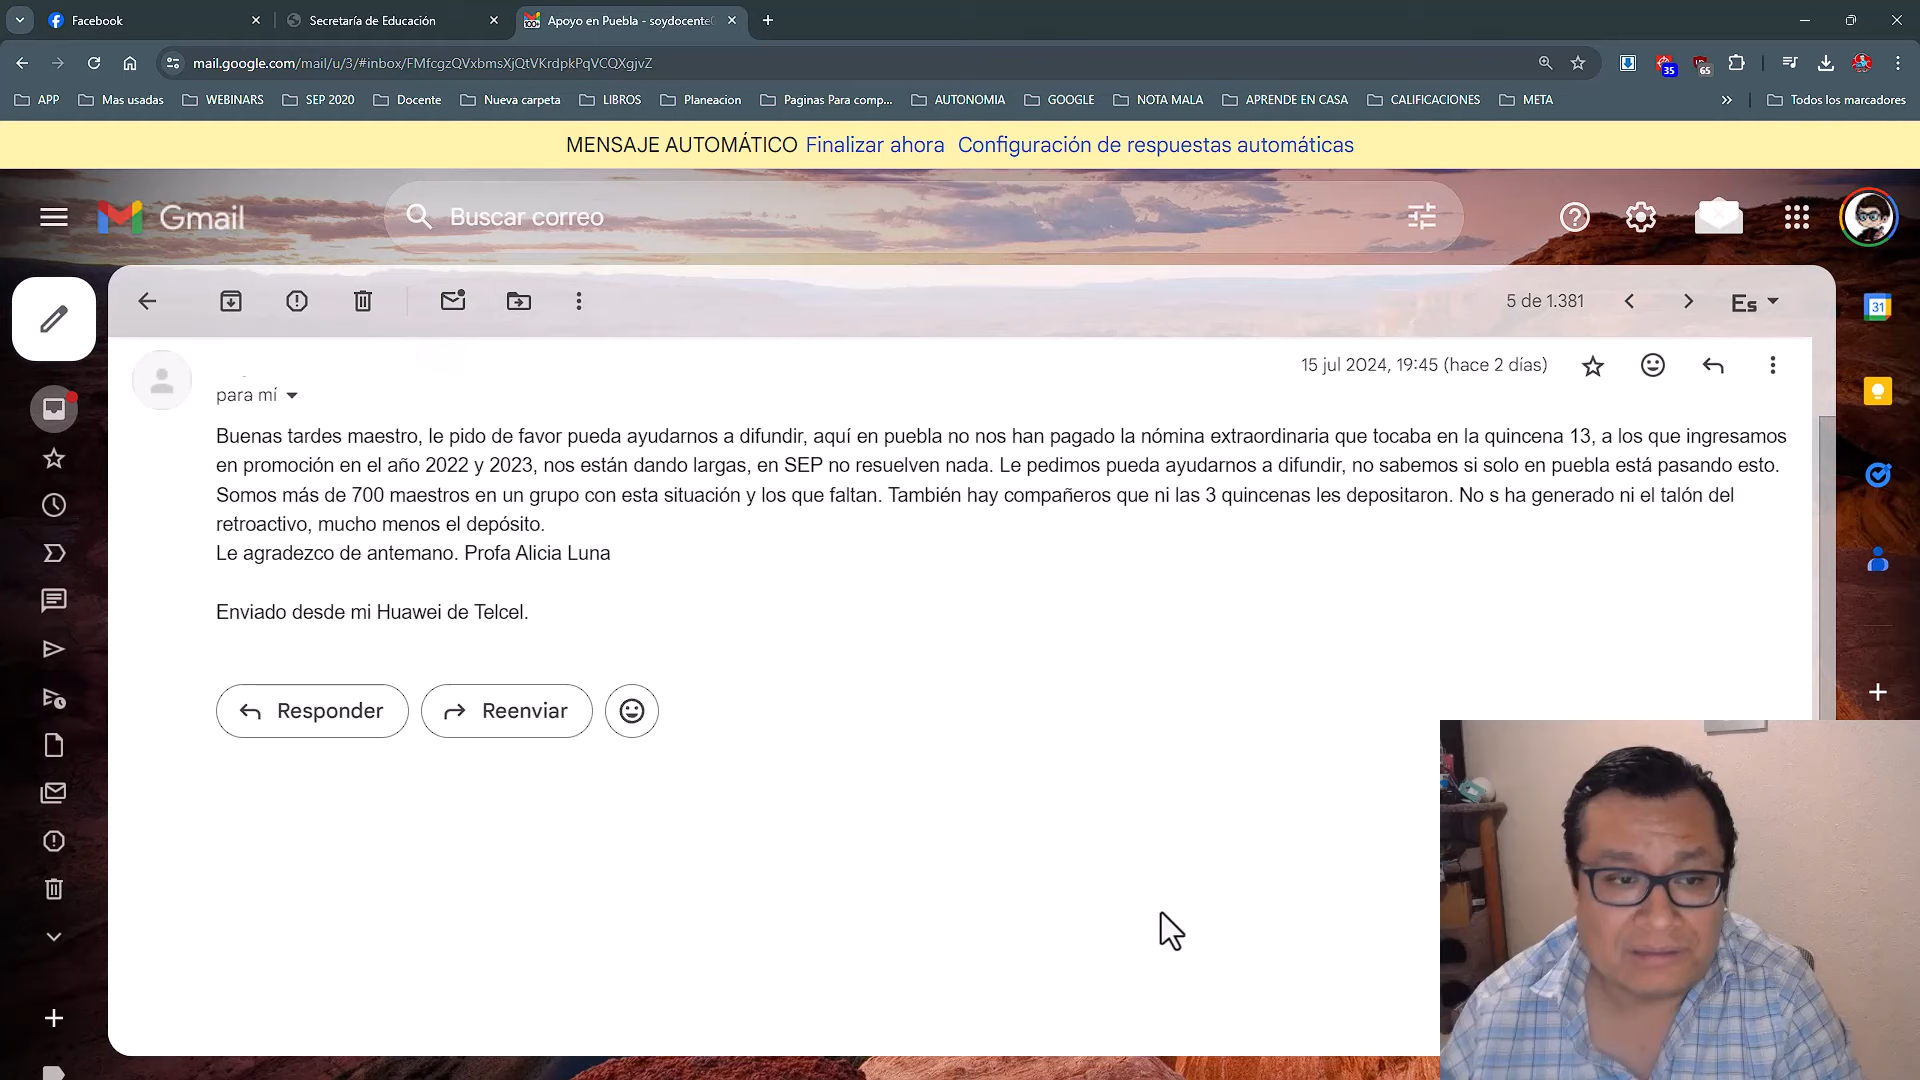 Facebook
Secretaría de Educación
Apoyo en Puebla - soydocente
mail.google.com/mail/u/3/#inbox/FMfcgzQVxbmsXjQtVKrdpkPqVCQXgjvZ
35
65
APP
Mas usadas
WEBINARS
SEP 2020
Docente
Nueva carpeta
LIBROS
Planeacion
Paginas Para comp...
AUTONOMIA
GOOGLE
NOTA MALA
APRENDE EN CASA
CALIFICACIONES
META
Todos los marcadores
MENSAJE AUTOMÁTICO Finalizar ahora Configuración de respuestas automáticas
Gmail
Buscar correo
5 de 1.381
Es
31
15 jul 2024, 19:45 (hace 2 días)
para mí
Buenas tardes maestro, le pido de favor pueda ayudarnos a difundir, aquí en puebla no nos han pagado la nómina extraordinaria que tocaba en la quincena 13, a los que ingresamos
en promoción en el año 2022 y 2023, nos están dando largas, en SEP no resuelven nada. Le pedimos pueda ayudarnos a difundir, no sabemos si solo en puebla está pasando esto.
Somos más de 700 maestros en un grupo con esta situación y los que faltan. También hay compañeros que ni las 3 quincenas les depositaron. No s ha generado ni el talón del
retroactivo, mucho menos el depósito.
Le agradezco de antemano. Profa Alicia Luna
Enviado desde mi Huawei de Telcel.
Responder
Reenviar